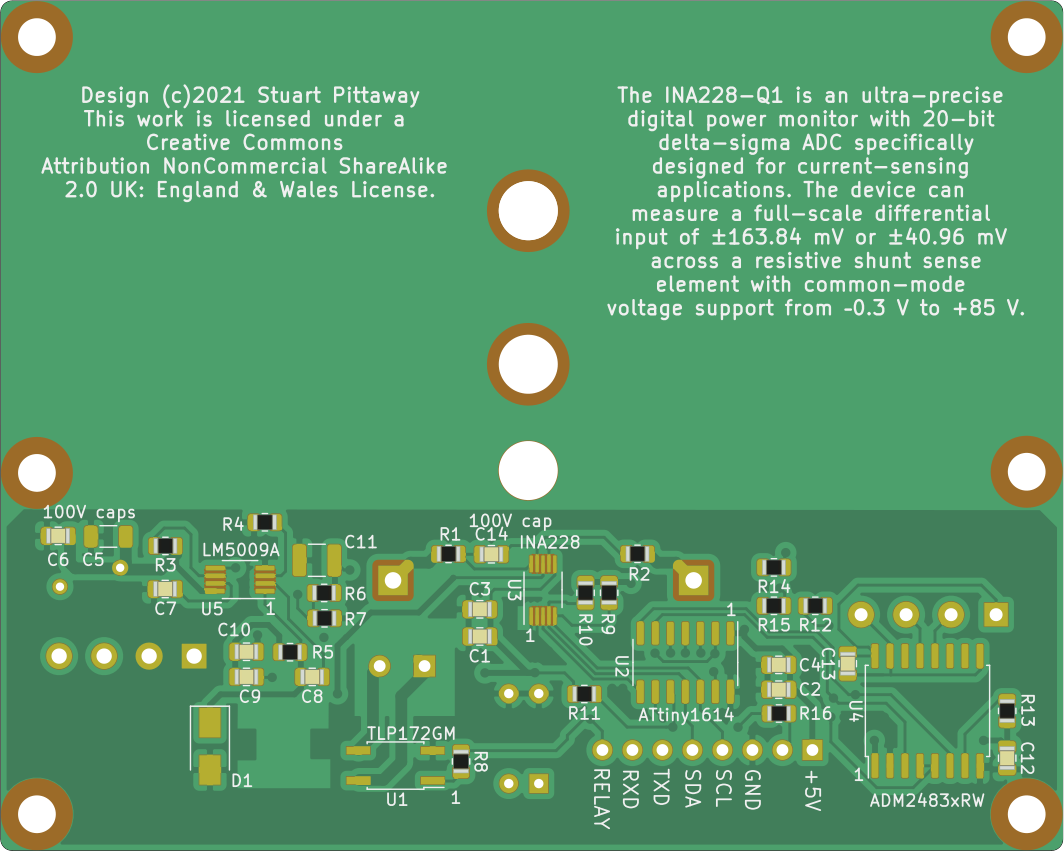 Design (c)2021 Stuart Pittaway
This work is licensed under a
Creative Commons
Attribution NonCommercial ShareAlike
2.0 UK: England & Wales License.
The INA228-Q1 is an ultra-precise
digital power monitor with 20-bit
delta-sigma ADC specifically
designed for current-sensing
applications. The device can
measure a full-scale differential
input of ±163.84 mV or ±40.96 mV
across a resistive shunt sense
element with common-mode
voltage support from -0.3 V to +85 V.
100V caps
C6
C5
R3
C7
R4
LM5009A
U5
1
C11
R6
R7
C10
R5
C9
C8
D1
100V cap
R1
C14
INA228
U3
1
C3
C1
R2
R10
R9
R11
TLP172GM
R8
U1
1
1
U2
ATtiny1614
R14
R15
R12
C4
C13
C2
R16
U4
1
ADM2483xRW
R13
C12
RELAY
RXD
TXD
SDA
SCL
GND
+5V